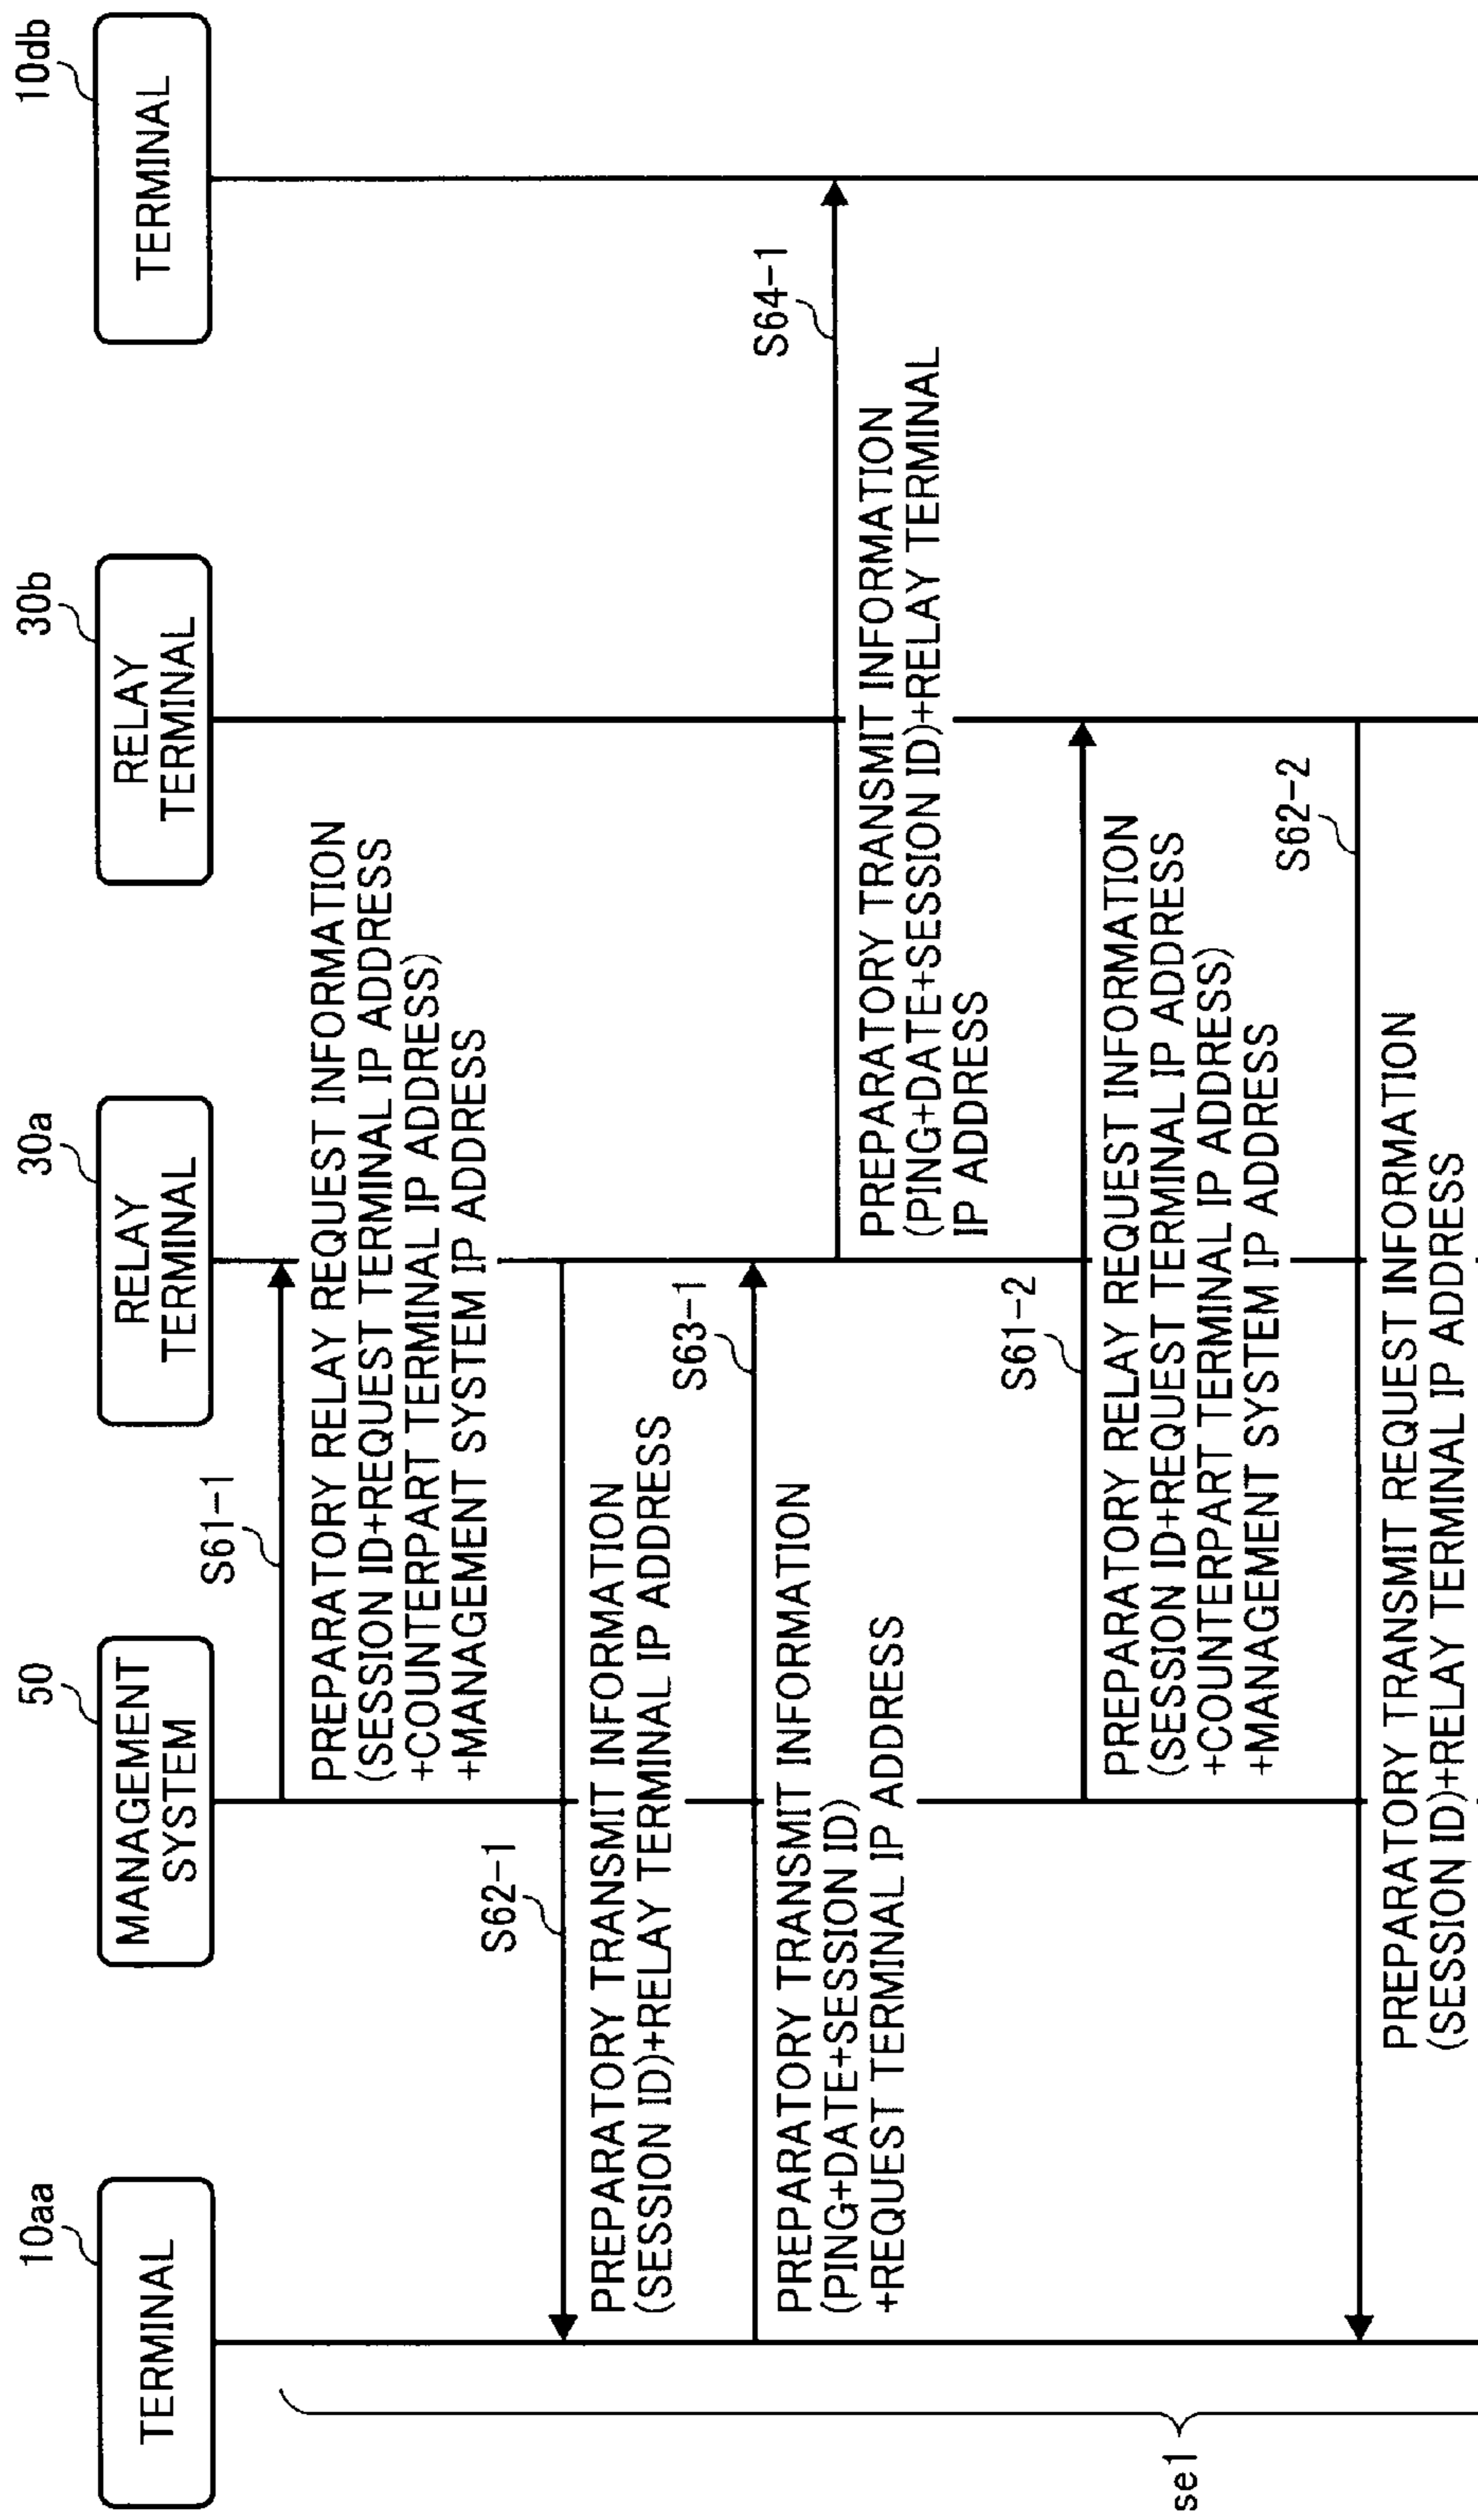 10aa
TERMINAL
50
MANAGEMENT
SYSTEM
30a
RELAY
TERMINAL
30b
RELAY
TERMINAL
10db
TERMINAL
S61-1
PREPARATORY RELAY REQUEST INFORMATION
(SESSION ID+REQUEST TERMINAL IP ADDRESS
+COUNTERPART TERMINAL IP ADDRESS)
+MANAGEMENT SYSTEM IP ADDRESS
S62-1
PREPARATORY TRANSMIT INFORMATION
(SESSION ID)+RELAY TERMINAL IP ADDRESS
S63-1
PREPARATORY TRANSMIT INFORMATION
(PING+DATE+SESSION ID)
+REQUEST TERMINAL IP ADDRESS
S64-1
PREPARATORY TRANSMIT INFORMATION
(PING+DATE+SESSION ID)+RELAY TERMINAL
IP ADDRESS
S61-2
PREPARATORY RELAY REQUEST INFORMATION
(SESSION ID+REQUEST TERMINAL IP ADDRESS
+COUNTERPART TERMINAL IP ADDRESS)
+MANAGEMENT SYSTEM IP ADDRESS
se1
S62-2
PREPARATORY TRANSMIT REQUEST INFORMATION
(SESSION ID)+RELAY TERMINAL IP ADDRESS